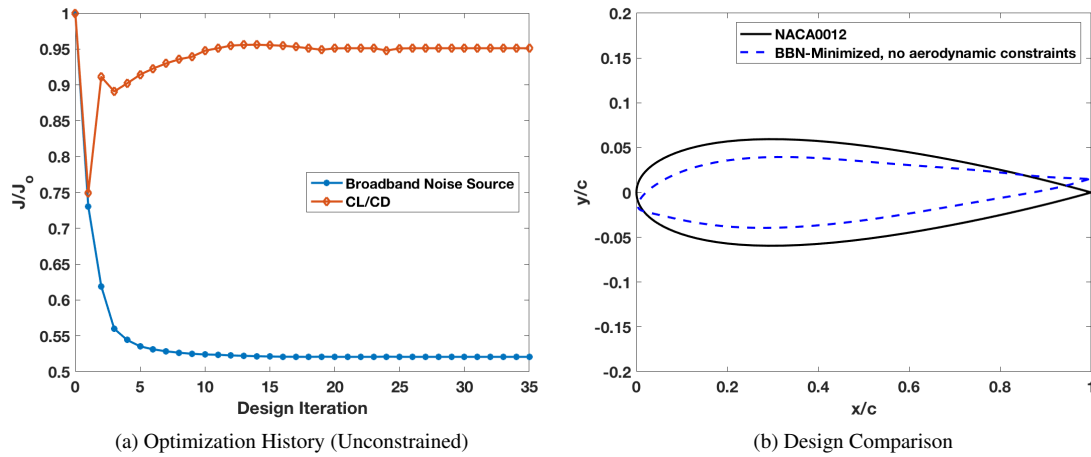 1
0.95
0.9
0.85
0.8
0.75
0.7
0.65
0.6
0.55
0.5
J/J_o
Broadband Noise Source
CL/CD
0 5 10 15 20 25 30 35
Design Iteration
(a) Optimization History (Unconstrained)
0.2
0.15
0.1
0.05
0
-0.05
-0.1
-0.15
-0.2
y/c
NACA0012
BBN-Minimized, no aerodynamic constraints
0 0.2 0.4 0.6 0.8 1
x/c
(b) Design Comparison